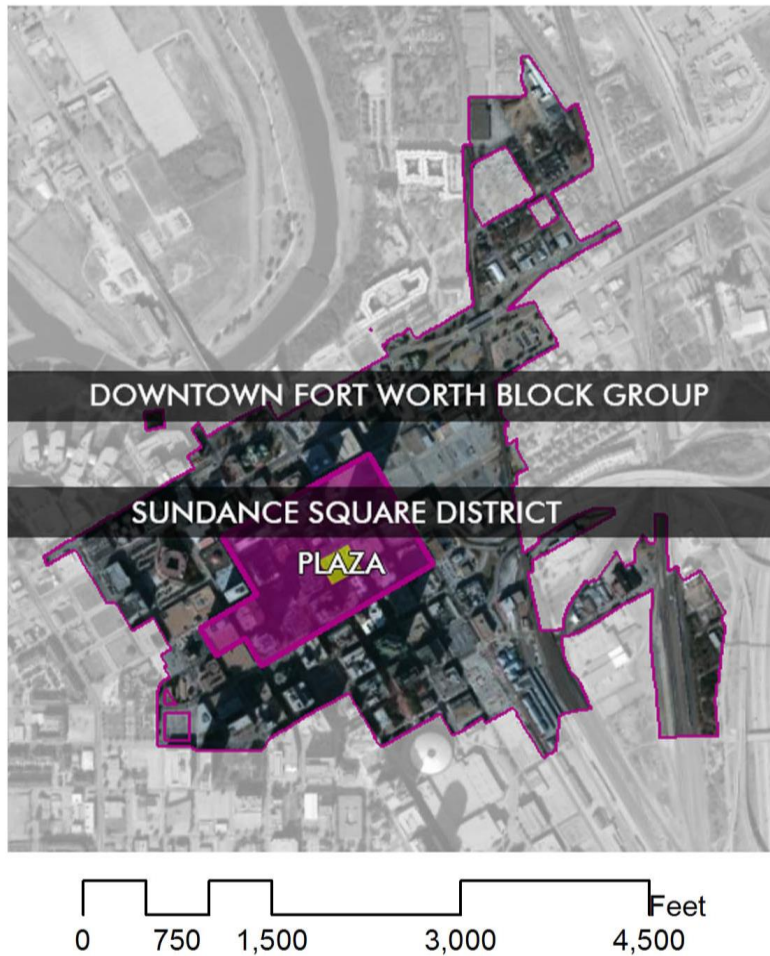 DOWNTOWN FORT WORTH BLOCK GROUP
SUNDANCE SQUARE DISTRICT
PLAZA
Feet
0 750 1,500 3,000 4,500